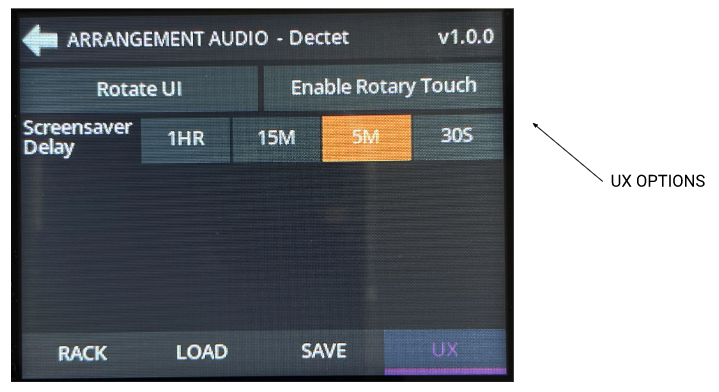 ARRANGEMENT AUDIO - Dectet v1.0.0
Rotate UI Enable Rotary Touch
Screensaver Delay 1HR 15M 5M 30S
UX OPTIONS
RACK LOAD SAVE UX